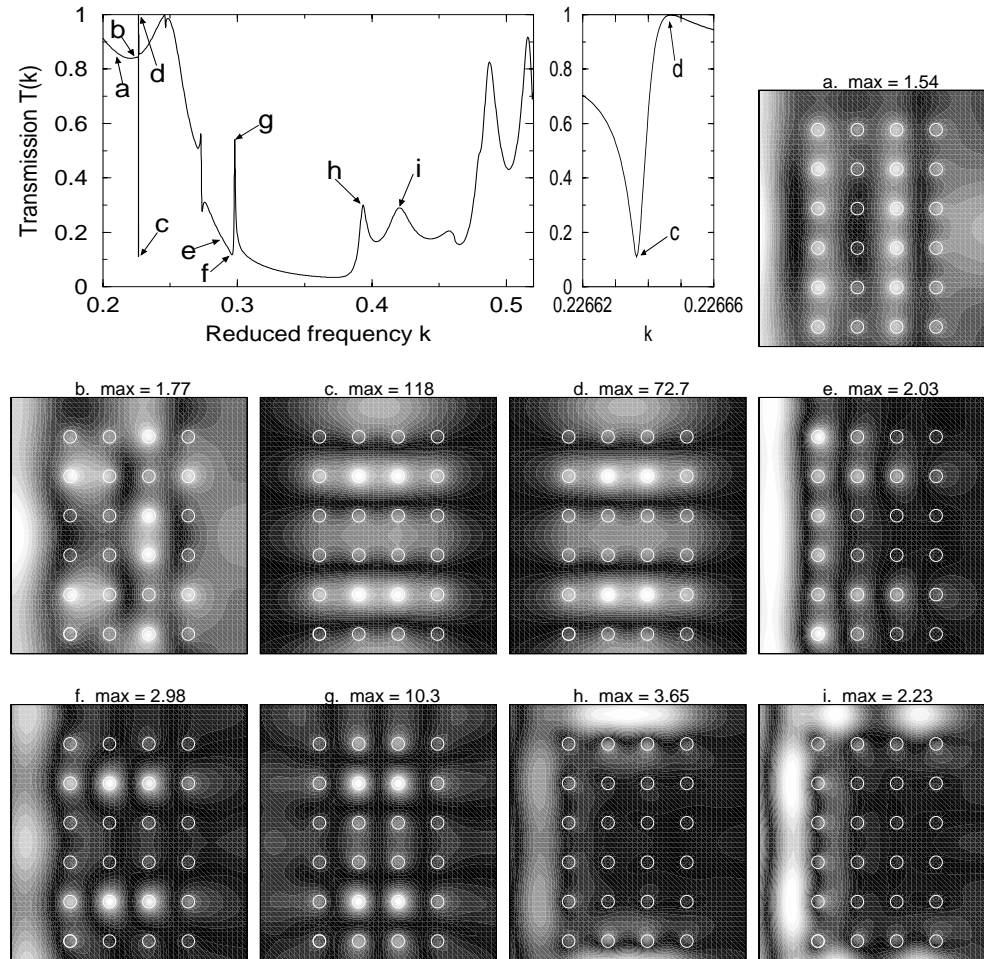 1
0.8
0.6
0.4
0.2
0
0.2
0.3
0.4
0.5
Transmission T(k)
Reduced frequency k
a
b
c
d
e
f
g
h
i
1
0.8
0.6
0.4
0.2
0
0.22662
0.22666
k
d
c
a. max = 1.54
b. max = 1.77
c. max = 118
d. max = 72.7
e. max = 2.03
f. max = 2.98
g. max = 10.3
h. max = 3.65
i. max = 2.23